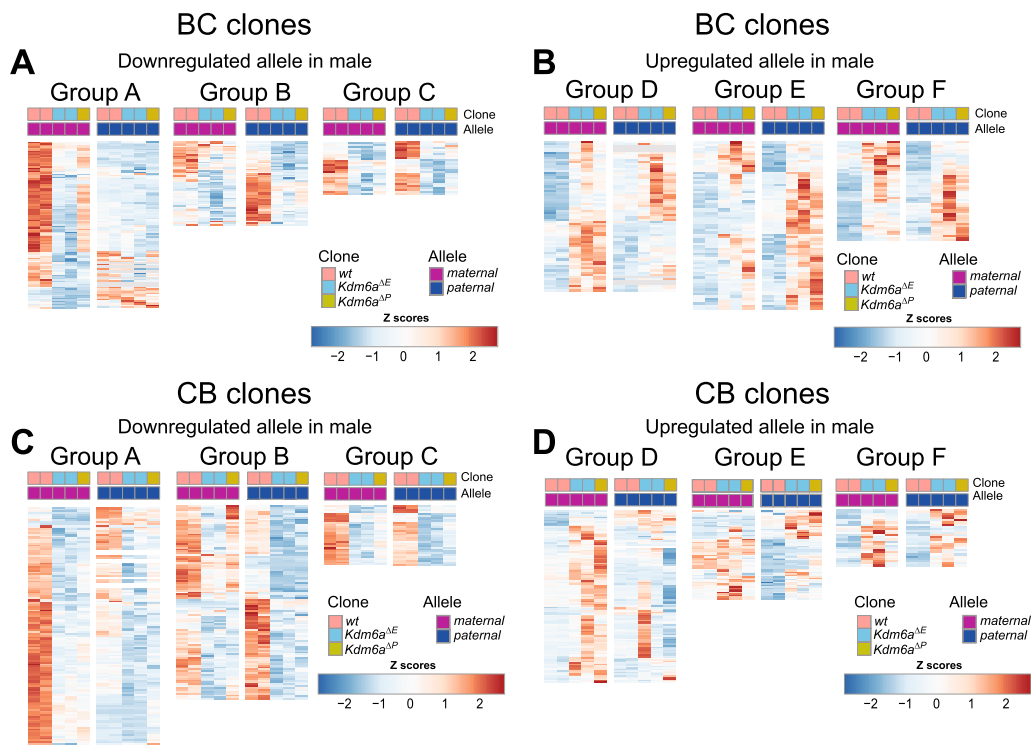 BC clones
A
Downregulated allele in male
Group A
Group B
Group C
Clone
Allele
Clone
wt
Kdm6aΔE
Kdm6aΔP
Allele
maternal
paternal
Z scores
−2 −1 0 1 2
BC clones
B
Upregulated allele in male
Group D
Group E
Group F
Clone
Allele
Clone
wt
Kdm6aΔE
Kdm6aΔP
Allele
maternal
paternal
Z scores
−2 −1 0 1 2
CB clones
C
Downregulated allele in male
Group A
Group B
Group C
Clone
Allele
Clone
wt
Kdm6aΔE
Kdm6aΔP
Allele
maternal
paternal
Z scores
−2 −1 0 1 2
CB clones
D
Upregulated allele in male
Group D
Group E
Group F
Clone
Allele
Clone
wt
Kdm6aΔE
Kdm6aΔP
Allele
maternal
paternal
Z scores
−2 −1 0 1 2